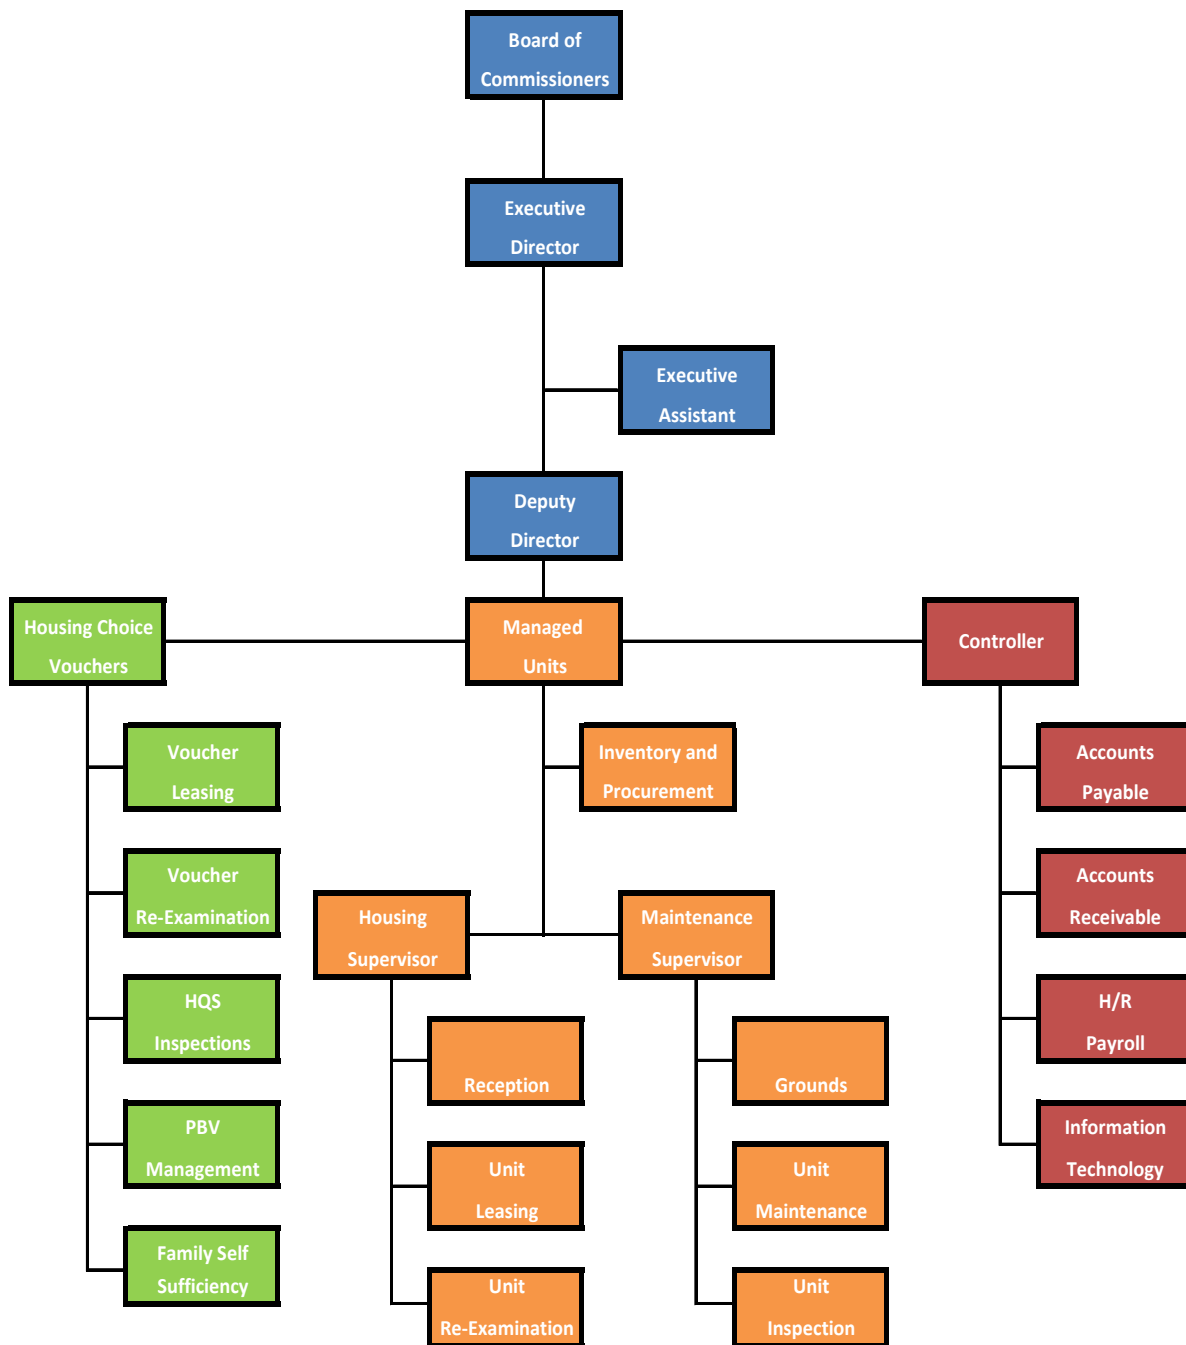 Board of
Commissioners
Executive
Director
Executive
Assistant
Deputy
Director
Housing Choice
Vouchers
Managed
Units
Controller
Voucher
Leasing
Inventory and
Procurement
Accounts
Payable
Voucher
Re-Examination
Housing
Supervisor
Maintenance
Supervisor
Accounts
Receivable
HQS
Inspections
Reception
Grounds
H/R
Payroll
PBV
Management
Unit
Leasing
Unit
Maintenance
Information
Technology
Family Self
Sufficiency
Unit
Re-Examination
Unit
Inspection